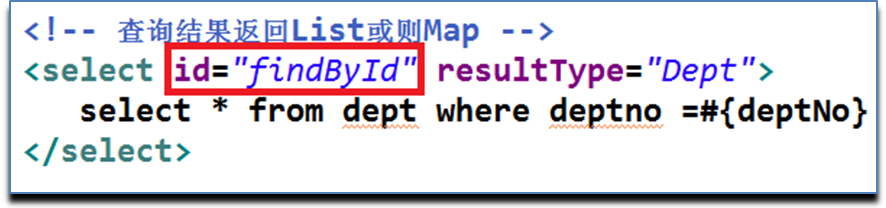 <!-- 查询结果返回List或则Map -->
<select id="findById" resultType="Dept">
select * from dept where deptno =#{deptNo}
</select>